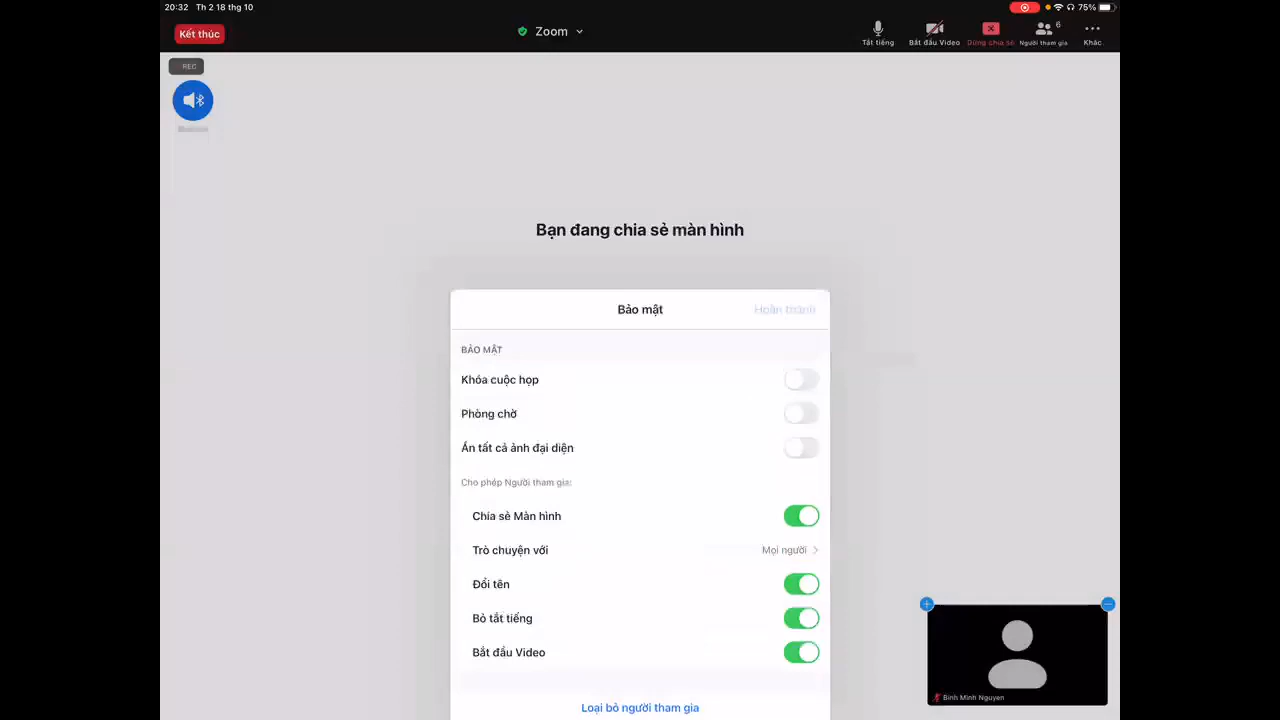 20:32 Th 2 18 thg 10
75%
Kết thúc
Zoom
Tắt tiếng
Bắt đầu Video
Dừng chia sẻ
6
Người tham gia
Khác
REC
Bạn đang chia sẻ màn hình
Bảo mật
Hoàn thành
BẢO MẬT
Khóa cuộc họp
Phòng chờ
Ẩn tất cả ảnh đại diện
Cho phép Người tham gia:
Chia sẻ Màn hình
Trò chuyện với
Mọi người
Đổi tên
Bỏ tắt tiếng
Bắt đầu Video
Loại bỏ người tham gia
Binh Minh Nguyen